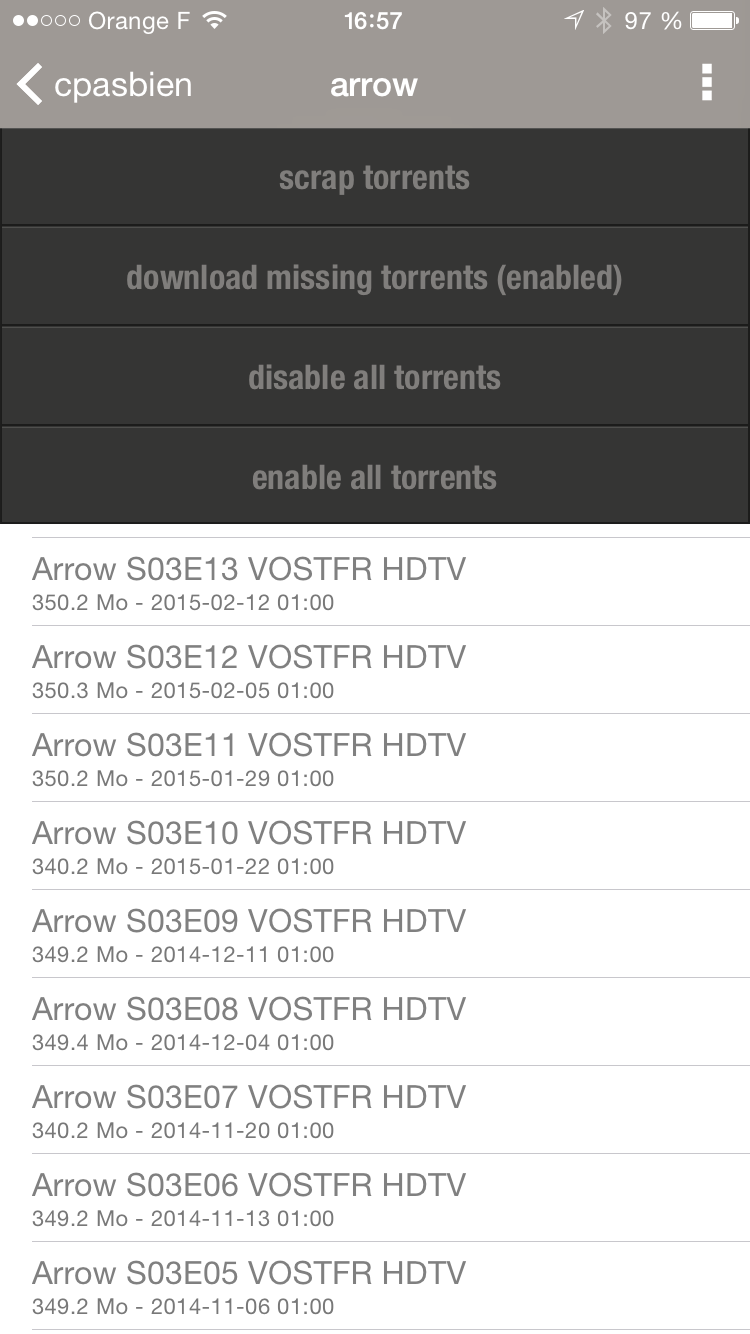 Orange F 16:57 97 %
cpasbien arrow
scrap torrents
download missing torrents (enabled)
disable all torrents
enable all torrents
Arrow S03E13 VOSTFR HDTV
350.2 Mo - 2015-02-12 01:00
Arrow S03E12 VOSTFR HDTV
350.3 Mo - 2015-02-05 01:00
Arrow S03E11 VOSTFR HDTV
350.2 Mo - 2015-01-29 01:00
Arrow S03E10 VOSTFR HDTV
340.2 Mo - 2015-01-22 01:00
Arrow S03E09 VOSTFR HDTV
349.2 Mo - 2014-12-11 01:00
Arrow S03E08 VOSTFR HDTV
349.4 Mo - 2014-12-04 01:00
Arrow S03E07 VOSTFR HDTV
340.2 Mo - 2014-11-20 01:00
Arrow S03E06 VOSTFR HDTV
349.2 Mo - 2014-11-13 01:00
Arrow S03E05 VOSTFR HDTV
349.2 Mo - 2014-11-06 01:00